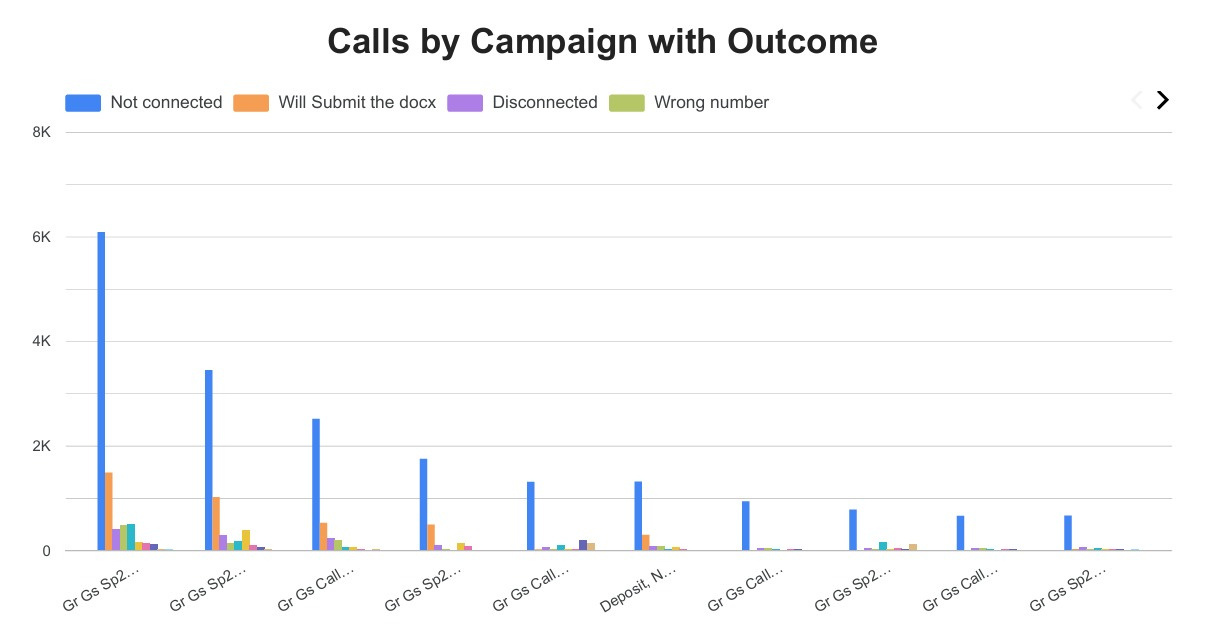 Calls by Campaign with Outcome
Not connected
Will Submit the docx
Disconnected
Wrong number
8K
6K
4K
2K
0
Gr Gs Sp2…
Gr Gs Sp2…
Gr Gs Call…
Gr Gs Sp2…
Gr Gs Call…
Deposit, N…
Gr Gs Call…
Gr Gs Sp2…
Gr Gs Call…
Gr Gs Sp2…